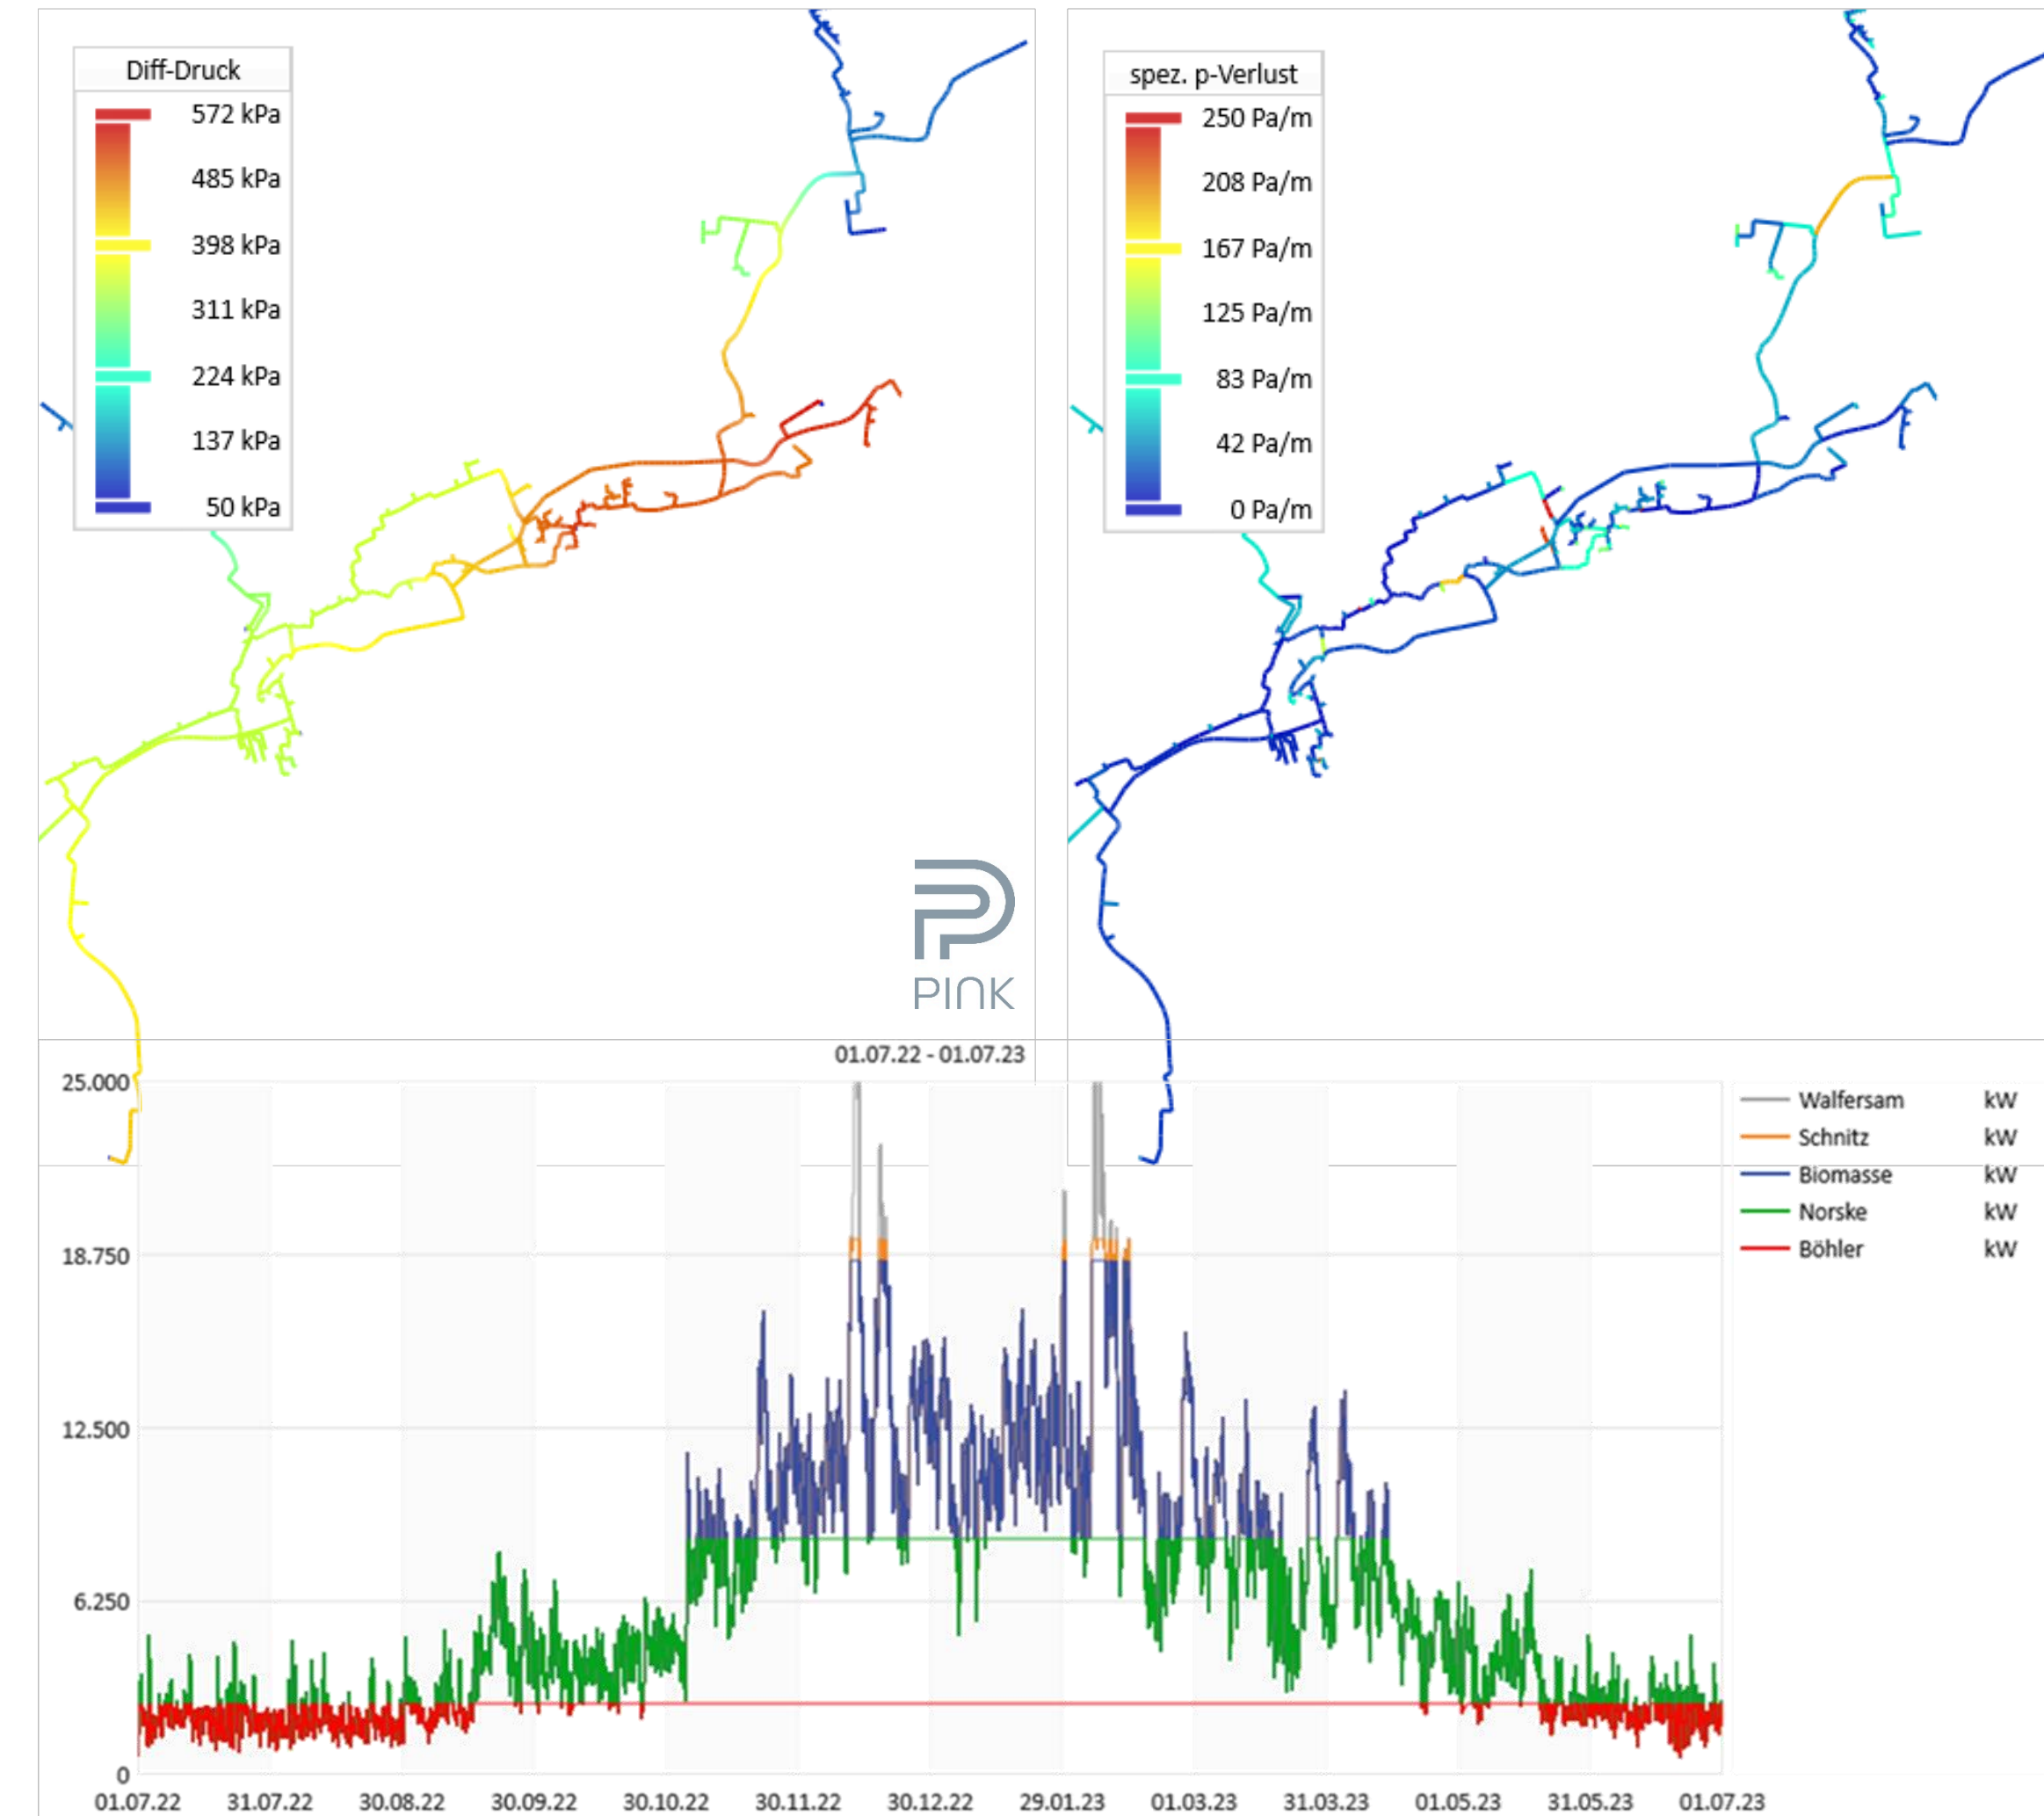 Diff-Druck
572 kPa
485 kPa
398 kPa
311 kPa
224 kPa
137 kPa
50 kPa
spez. p-Verlust
250 Pa/m
208 Pa/m
167 Pa/m
125 Pa/m
83 Pa/m
42 Pa/m
0 Pa/m
PINK
01.07.22 - 01.07.23
25.000
18.750
12.500
6.250
0
01.07.22 31.07.22 30.08.22 30.09.22 30.10.22 30.11.22 30.12.22 29.01.23 01.03.23 31.03.23 01.05.23 31.05.23 01.07.23
Walfersam kW
Schnitz kW
Biomasse kW
Norske kW
Böhler kW